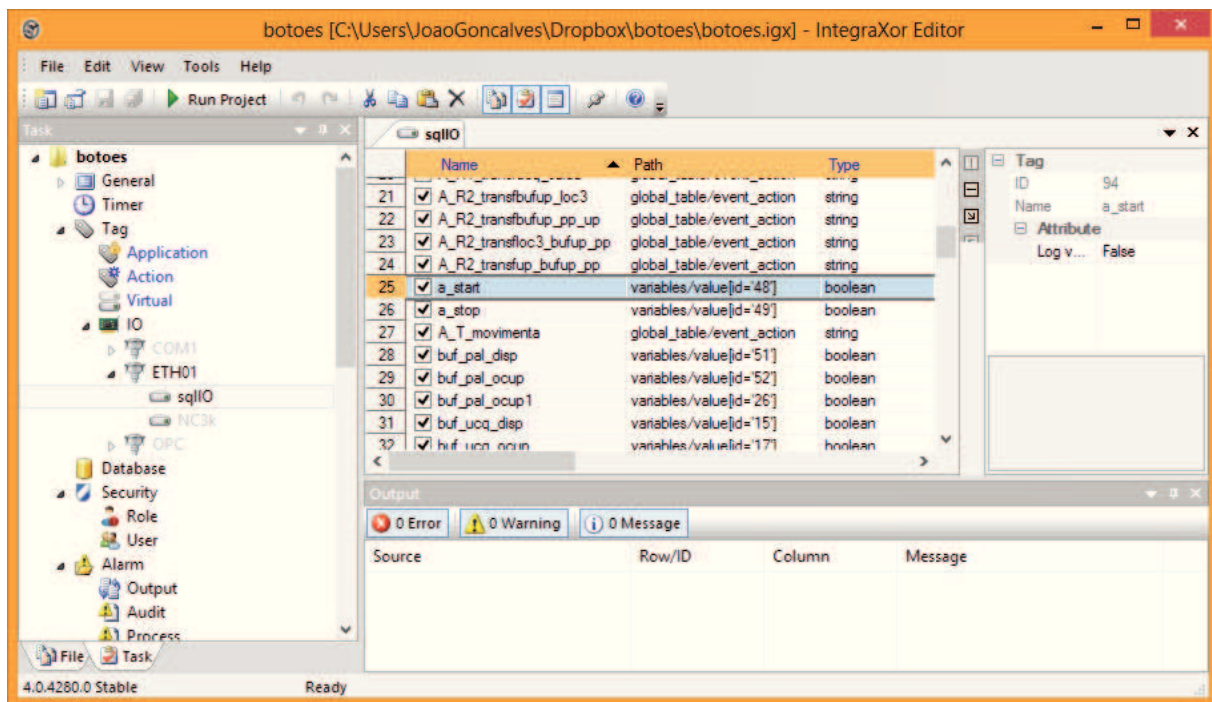 botoes [C:\Users\JoaoGoncalves\Dropbox\botoes\botoes.igx] - IntegraXor Editor
File Edit View Tools Help
Run Project
Task
botoes
General
Timer
Tag
Application
Action
Virtual
IO
COM1
ETH01
sqlIO
NC3k
OPC
Database
Security
Role
User
Alarm
Output
Audit
Process
File Task
sqlIO
Name Path Type
21 A_R2_transfbufup_loc3 global_table/event_action string
22 A_R2_transfbufup_pp_up global_table/event_action string
23 A_R2_transfloc3_bufup_pp global_table/event_action string
24 A_R2_transfup_bufup_pp global_table/event_action string
25 a_start variables/value[id='48'] boolean
26 a_stop variables/value[id='49'] boolean
27 A_T_movimenta global_table/event_action string
28 buf_pal_disp variables/value[id='51'] boolean
29 buf_pal_ocup variables/value[id='52'] boolean
30 buf_pal_ocup1 variables/value[id='26'] boolean
31 buf_ucq_disp variables/value[id='15'] boolean
32 buf_ucq_ocup variables/value[id='17'] boolean
Tag
ID 94
Name a_start
Attribute
Log v... False
Output
0 Error 0 Warning 0 Message
Source Row/ID Column Message
4.0.4280.0 Stable Ready